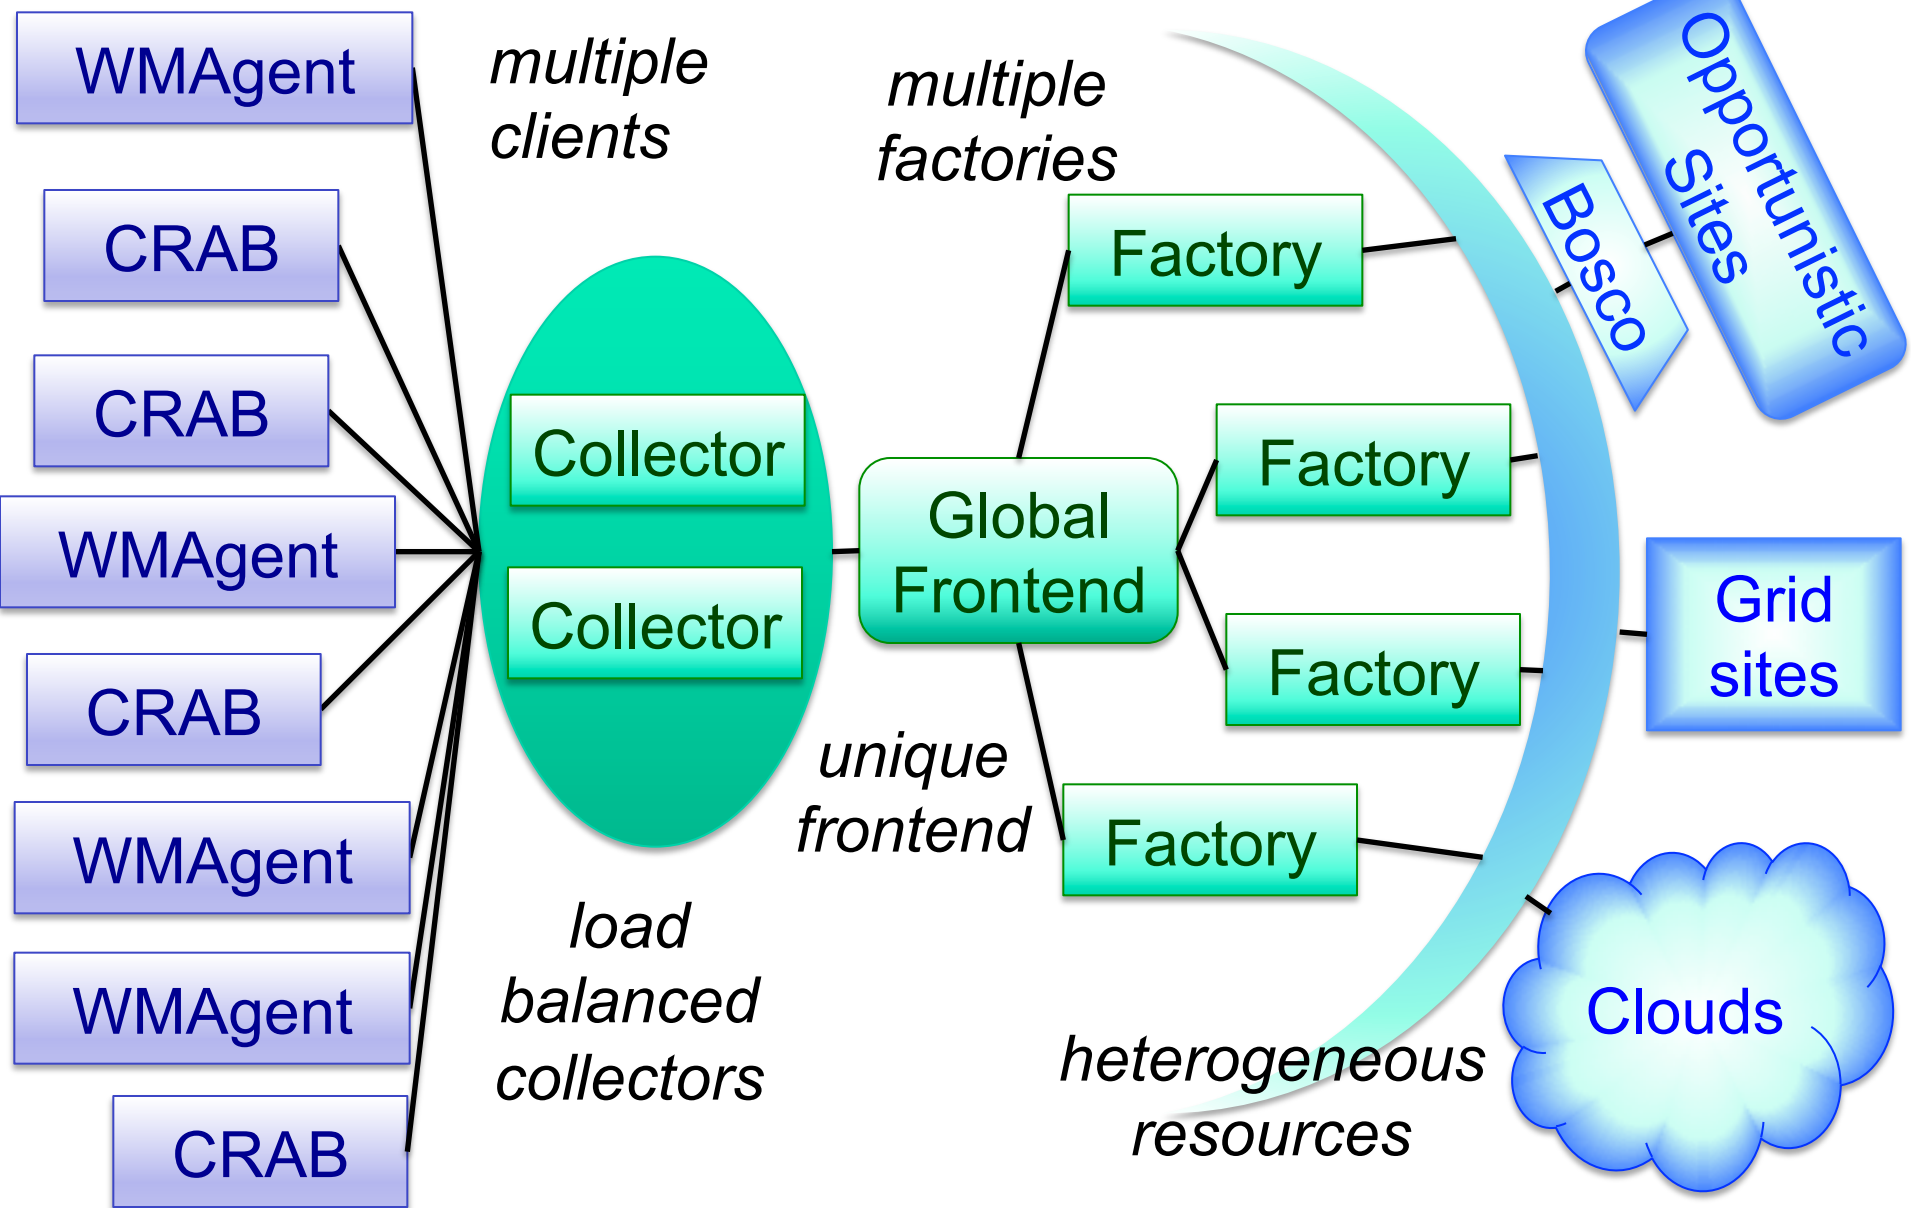 WMAgent
CRAB
CRAB
WMAgent
CRAB
WMAgent
WMAgent
CRAB
multiple
clients
Collector
Collector
load
balanced
collectors
Global
Frontend
unique
frontend
multiple
factories
Factory
Factory
Factory
Factory
heterogeneous
resources
Bosco
Opportunistic
Sites
Grid
sites
Clouds